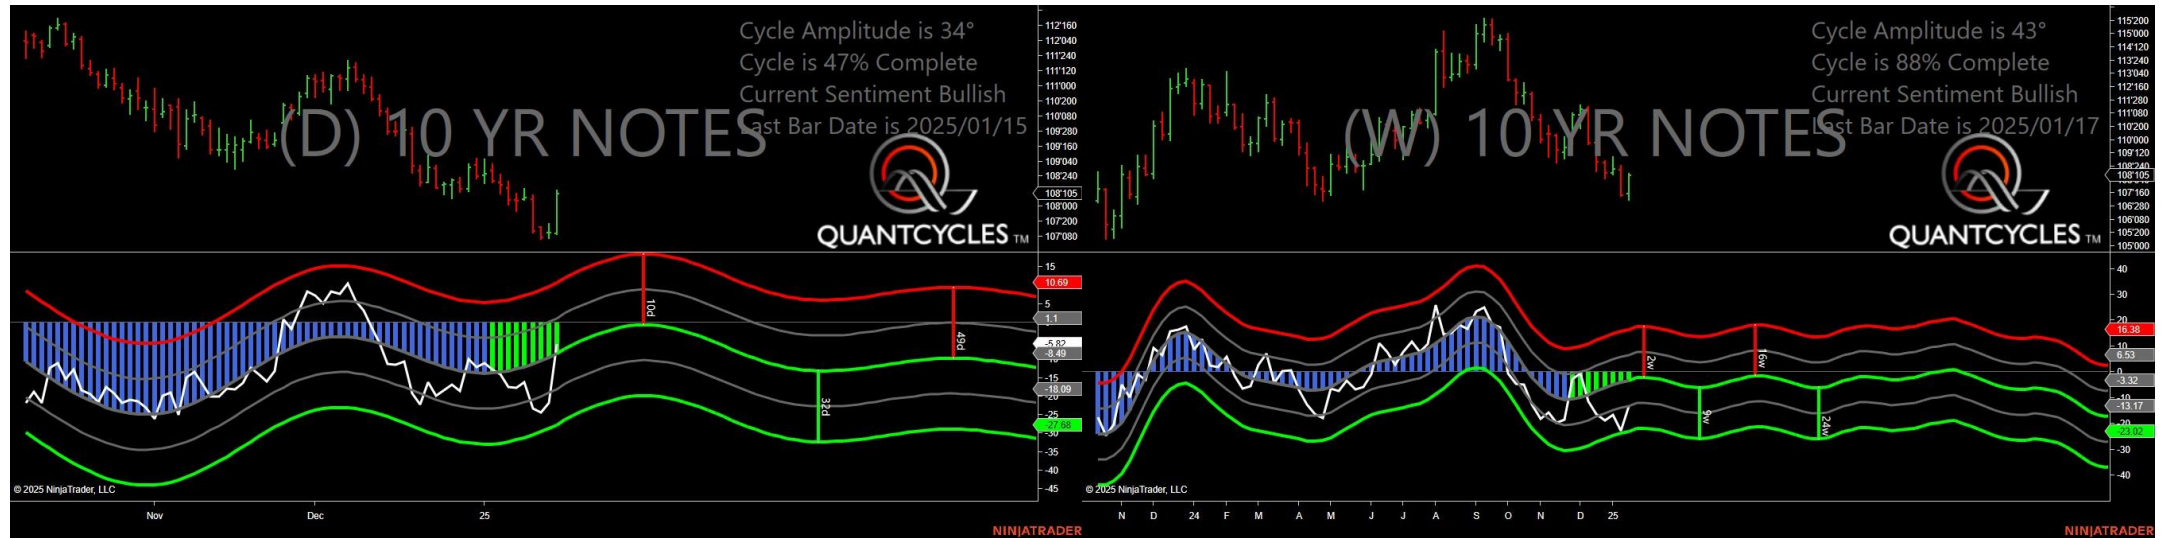 Cycle Amplitude is 34°
Cycle is 47% Complete
Current Sentiment Bullish
Last Bar Date is 2025/01/15
(D) 10 YR NOTES
QUANTCYCLES TM
112'160
112'040
111'240
111'120
111'000
110'200
110'080
109'280
109'160
109'040
108'240
108'105
108'000
107'200
107'080
15
10.69
5
1.1
-5.82
-8.49
-15
-18.09
-20
-25
-27.68
-30
-35
-40
-45
10d
32d
49d
© 2025 NinjaTrader, LLC
Nov
Dec
25
NINJATRADER
Cycle Amplitude is 43°
Cycle is 88% Complete
Current Sentiment Bullish
Last Bar Date is 2025/01/17
(W) 10 YR NOTES
QUANTCYCLES TM
115'200
115'000
114'120
113'240
113'040
112'160
111'280
111'080
110'200
110'000
109'120
108'240
108'105
107'160
106'280
106'080
105'200
105'000
40
30
20
16.38
10
6.53
0
-3.32
-10
-13.17
-20
-23.02
-30
-40
2w
9w
16w
24w
© 2025 NinjaTrader, LLC
N D 24 F M A M J J A S O N D 25
NINJATRADER